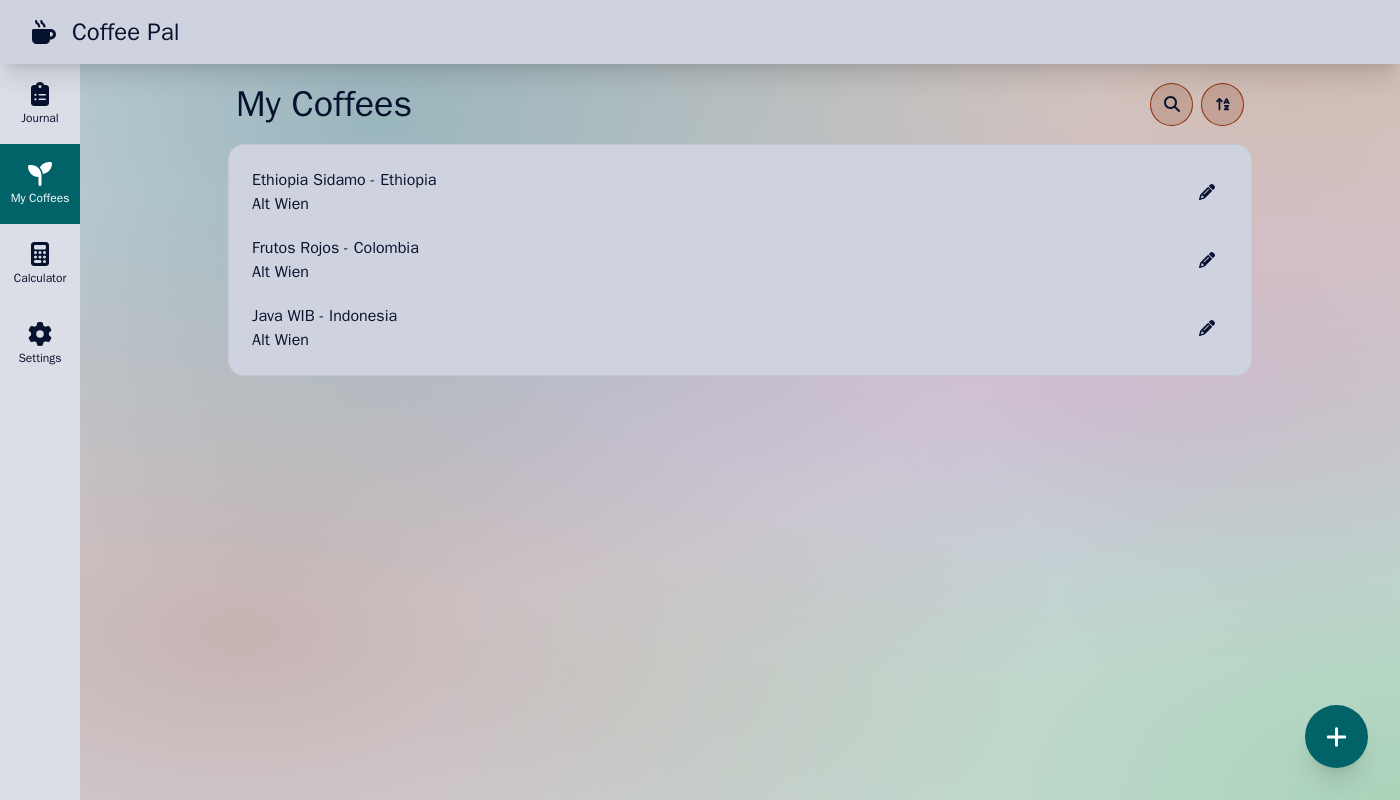 Coffee Pal
Journal
My Coffees
Calculator
Settings
My Coffees
Ethiopia Sidamo - Ethiopia
Alt Wien
Frutos Rojos - Colombia
Alt Wien
Java WIB - Indonesia
Alt Wien